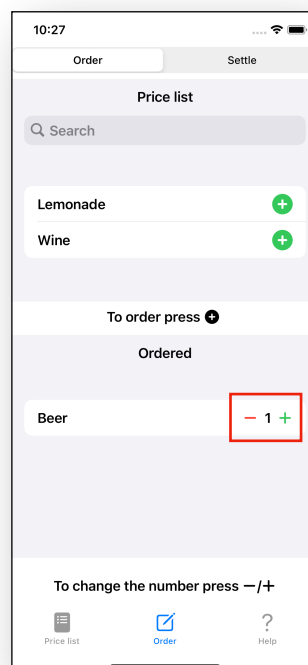 10:27
Order
Settle
Price list
Search
Lemonade
Wine
To order press +
Ordered
Beer
− 1 +
To change the number press −/+
Price list
Order
? Help